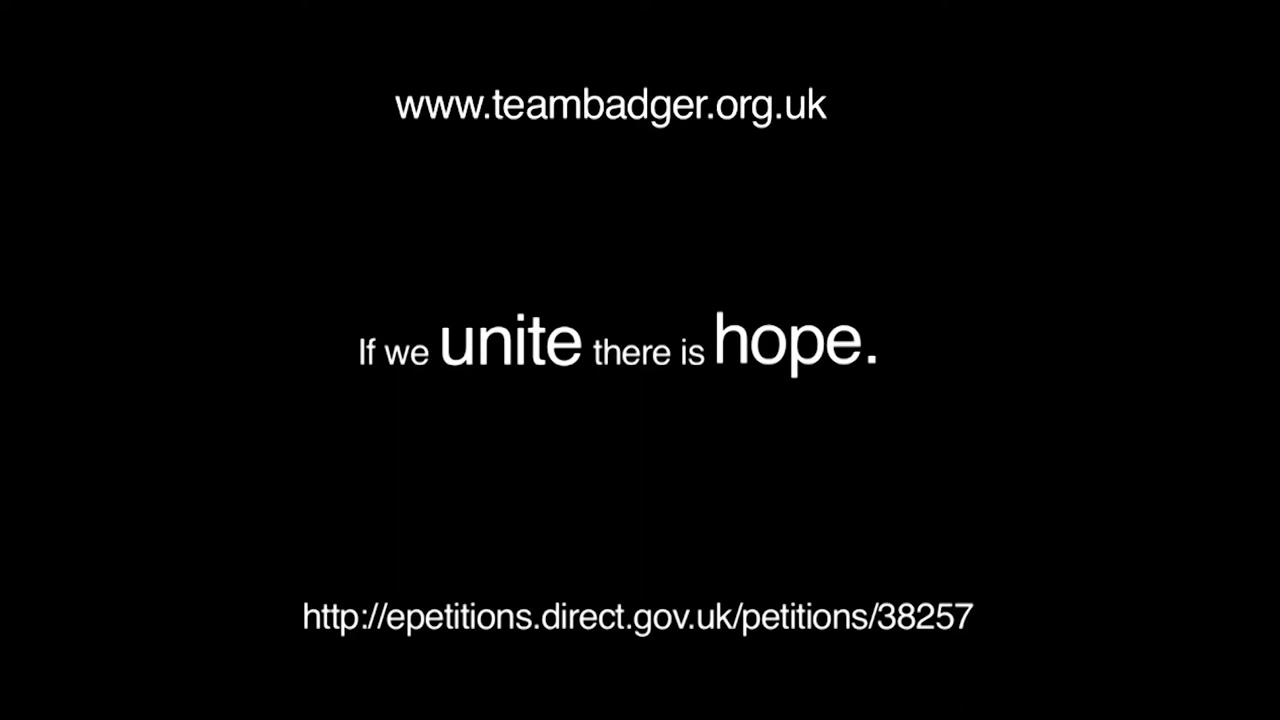 www.teambadger.org.uk
If we unite there is hope.
http://epetitions.direct.gov.uk/petitions/38257